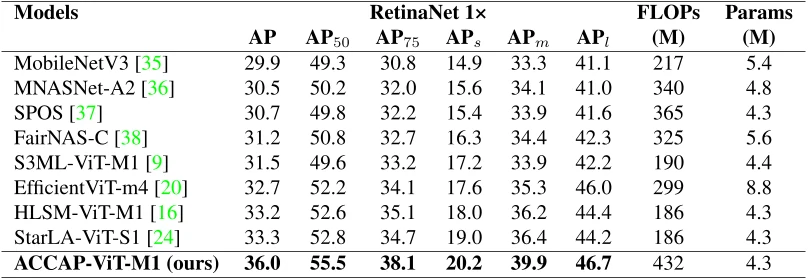 Models RetinaNet 1× FLOPs Params
AP AP50 AP75 APs APm APl (M) (M)
MobileNetV3 [35] 29.9 49.3 30.8 14.9 33.3 41.1 217 5.4
MNASNet-A2 [36] 30.5 50.2 32.0 15.6 34.1 41.0 340 4.8
SPOS [37] 30.7 49.8 32.2 15.4 33.9 41.6 365 4.3
FairNAS-C [38] 31.2 50.8 32.7 16.3 34.4 42.3 325 5.6
S3ML-ViT-M1 [9] 31.5 49.6 33.2 17.2 33.9 42.2 190 4.4
EfficientViT-m4 [20] 32.7 52.2 34.1 17.6 35.3 46.0 299 8.8
HLSM-ViT-M1 [16] 33.2 52.6 35.1 18.0 36.2 44.4 186 4.3
StarLA-ViT-S1 [24] 33.3 52.8 34.7 19.0 36.4 44.2 186 4.3
ACCAP-ViT-M1 (ours) 36.0 55.5 38.1 20.2 39.9 46.7 432 4.3